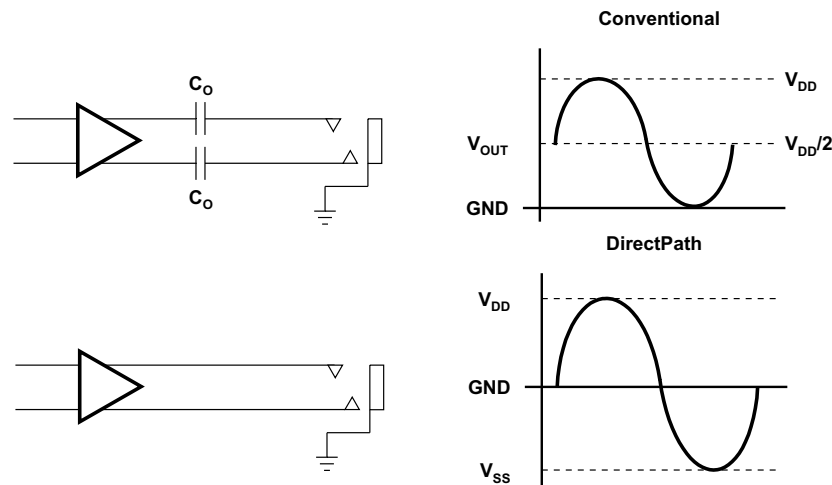 Conventional
C_O
C_O
V_DD
V_OUT
V_DD/2
GND
DirectPath
V_DD
GND
V_SS